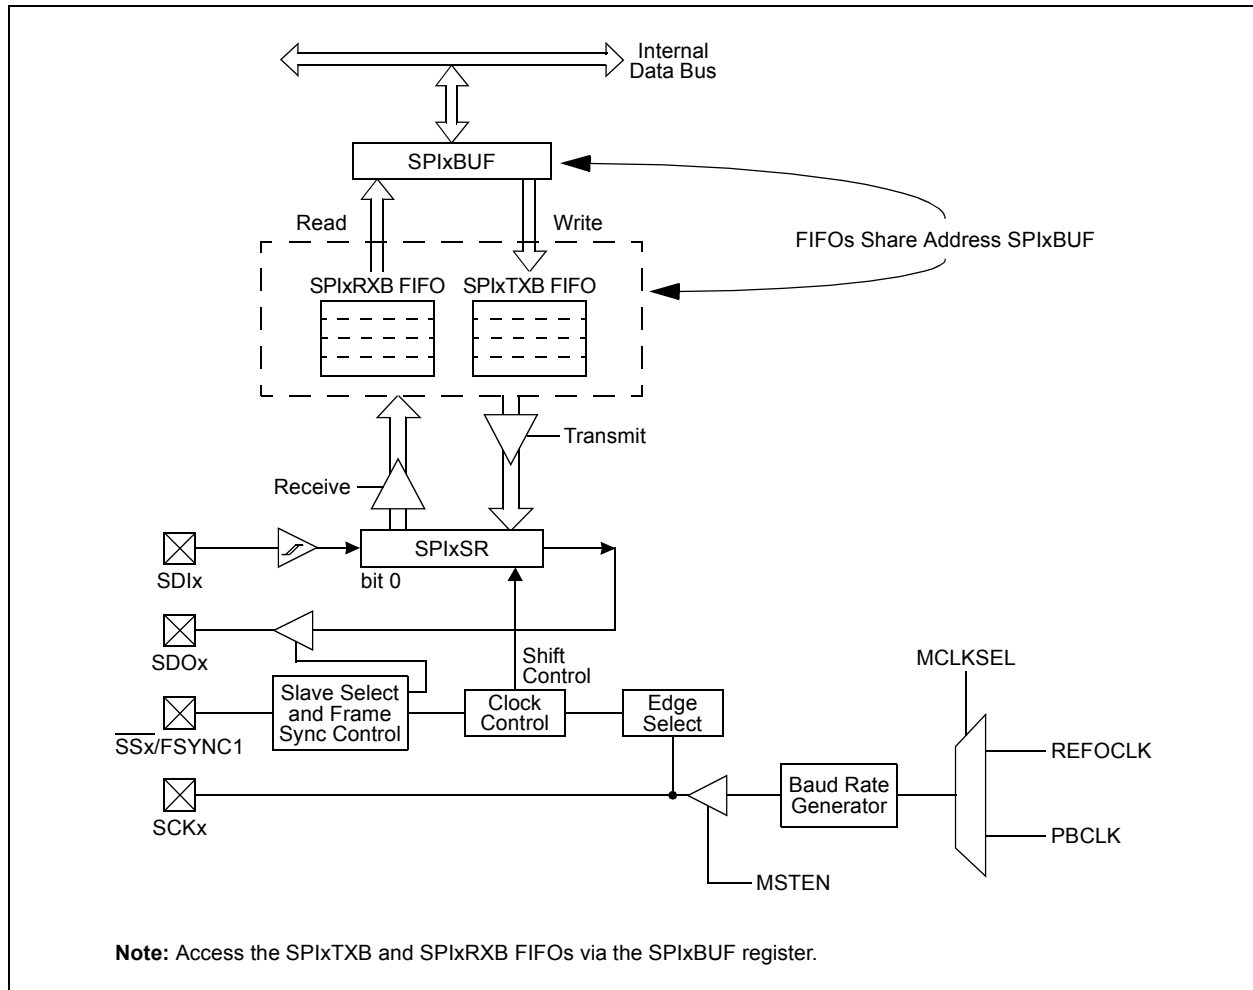 Internal
Data Bus
SPIxBUF
Read
Write
FIFOs Share Address SPIxBUF
SPIxRXB FIFO
SPIxTXB FIFO
Transmit
Receive
SPIxSR
SDIx
bit 0
SDOx
Shift
Control
MCLKSEL
Slave Select
and Frame
Sync Control
Clock
Control
Edge
Select
SSx/FSYNC1
REFOCLK
Baud Rate
Generator
SCKx
PBCLK
MSTEN
Note: Access the SPIxTXB and SPIxRXB FIFOs via the SPIxBUF register.